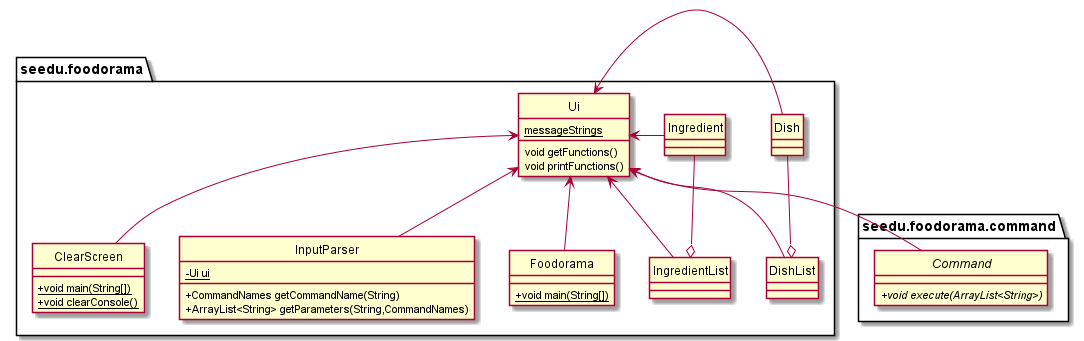 seedu.foodorama
Ui
messageStrings
void getFunctions()
void printFunctions()
Ingredient
Dish
seedu.foodorama.command
ClearScreen
+void main(String[])
+void clearConsole()
InputParser
-Ui ui
+CommandNames getCommandName(String)
+ArrayList<String> getParameters(String,CommandNames)
Foodorama
+void main(String[])
IngredientList
DishList
Command
+void execute(ArrayList<String>)